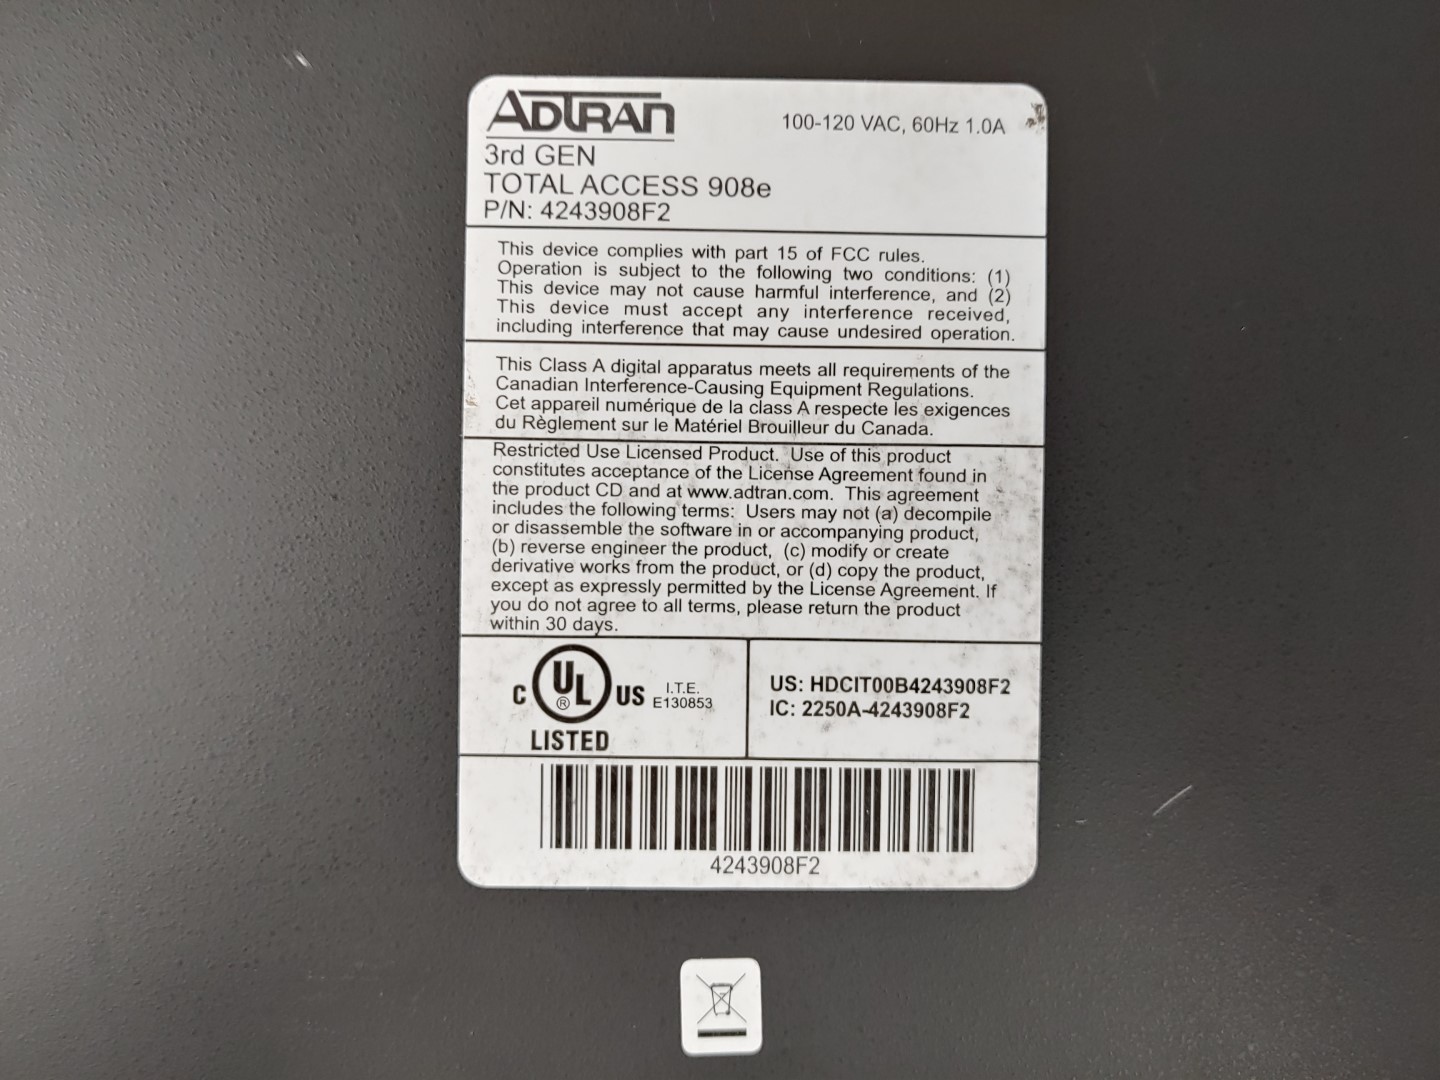 ADTRAN
100-120 VAC, 60Hz 1.0A
3rd GEN
TOTAL ACCESS 908e
P/N: 4243908F2
This device complies with part 15 of FCC rules.
Operation is subject to the following two conditions: (1)
This device may not cause harmful interference, and (2)
This device must accept any interference received,
including interference that may cause undesired operation.
This Class A digital apparatus meets all requirements of the
Canadian Interference-Causing Equipment Regulations.
Cet appareil numérique de la class A respecte les exigences
du Règlement sur le Matériel Brouilleur du Canada.
Restricted Use Licensed Product. Use of this product
constitutes acceptance of the License Agreement found in
the product CD and at www.adtran.com. This agreement
includes the following terms: Users may not (a) decompile
or disassemble the software in or accompanying product,
(b) reverse engineer the product, (c) modify or create
derivative works from the product, or (d) copy the product,
except as expressly permitted by the License Agreement. If
you do not agree to all terms, please return the product
within 30 days.
C UL ® US
I.T.E.
E130853
LISTED
US: HDCIT00B4243908F2
IC: 2250A-4243908F2
4243908F2